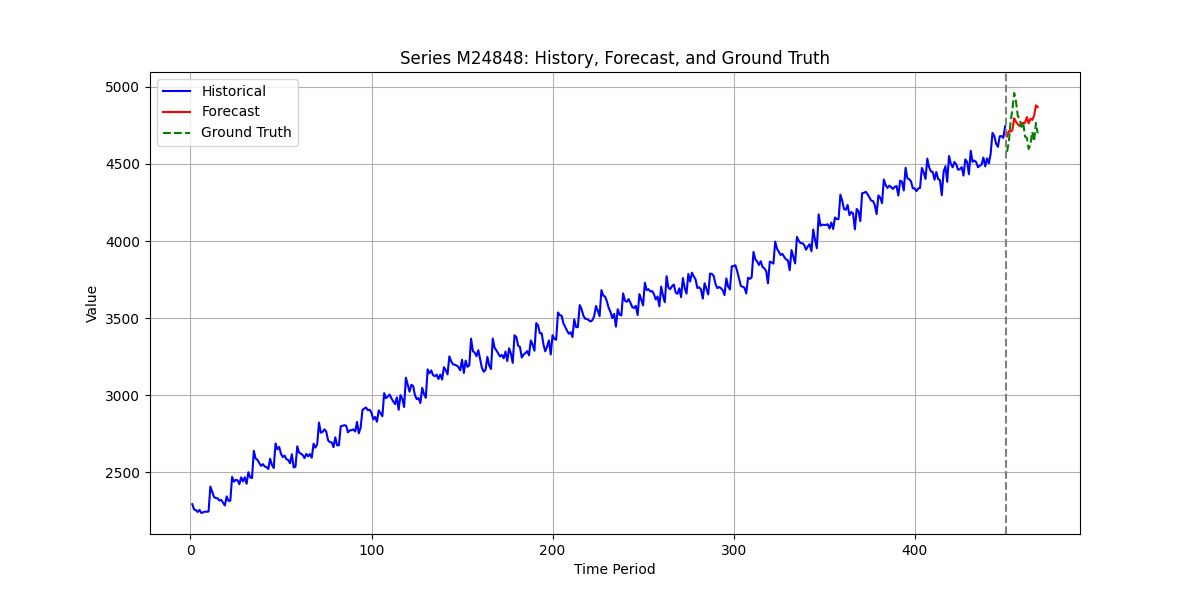 Series M24848: History, Forecast, and Ground Truth
Historical
Forecast
Ground Truth
5000
4500
4000
3500
3000
2500
Value
0 100 200 300 400
Time Period